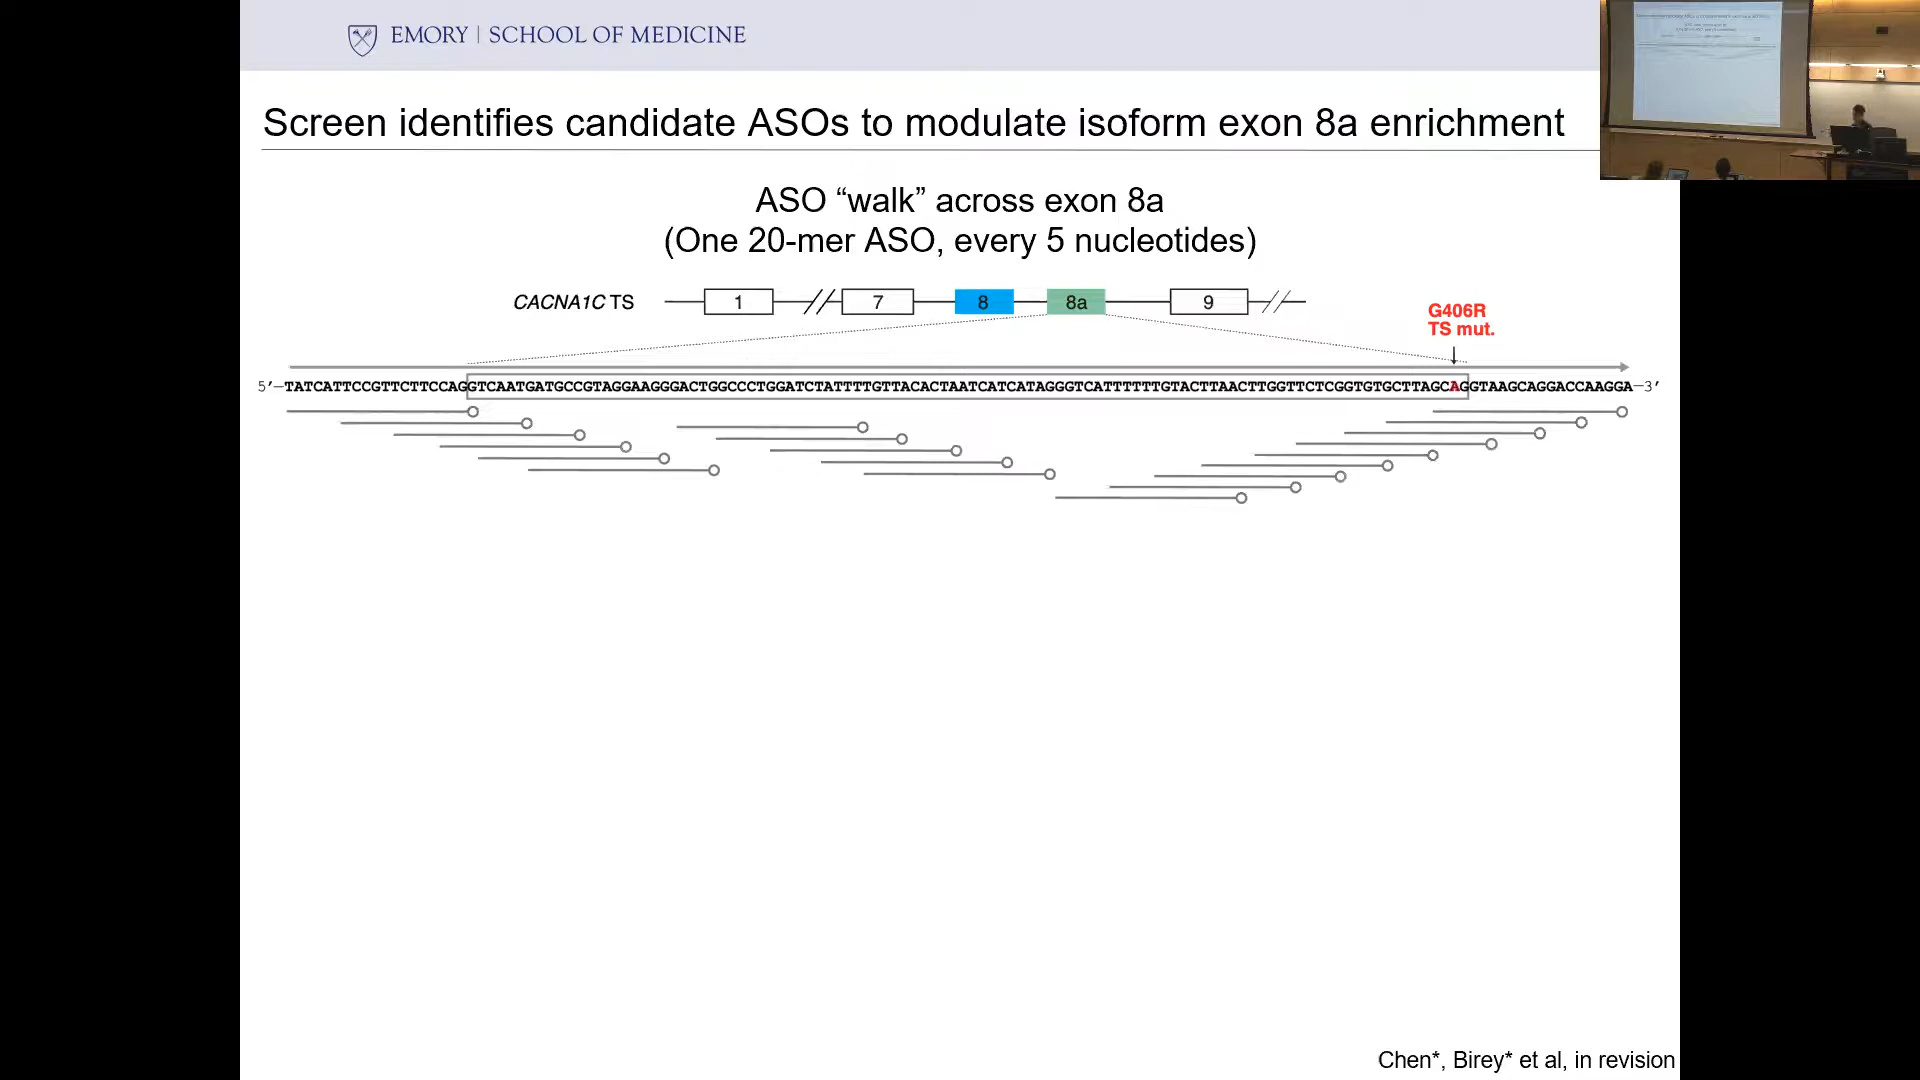 EMORY | SCHOOL OF MEDICINE
Screen identifies candidate ASOs to modulate isoform exon 8a enrichment
ASO “walk” across exon 8a
(One 20-mer ASO, every 5 nucleotides)
CACNA1C TS
1
7
8
8a
9
G406R
TS mut.
5′–TATCATTCCGTTCTTCCAGGTCAATGATGCCGTAGGAAGGGACTGGCCCTGGATCTATTTTGTTACACTAATCATCATAGGGTCATTTTTTGTACTTAACTTGGTTCTCGGTGTGCTTAGCAGGTAAGCAGGACCAAGGA–3′
Chen*, Birey* et al, in revision